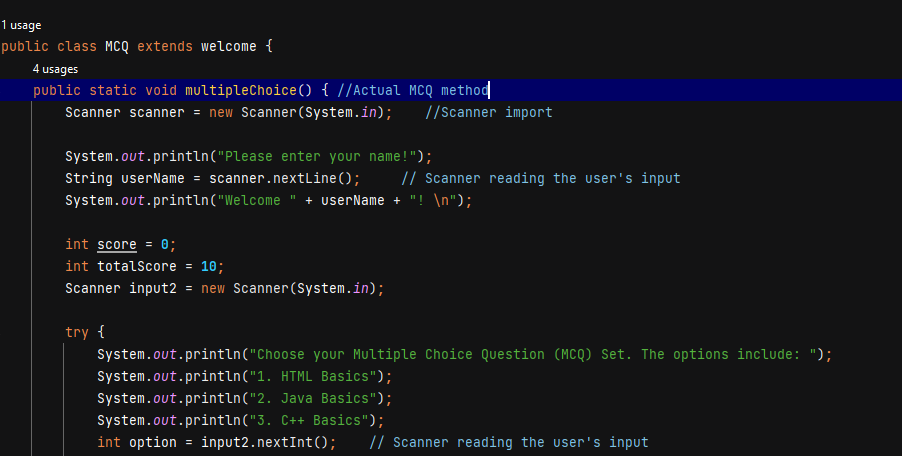 1 usage
public class MCQ extends welcome {
4 usages
public static void multipleChoice() { //Actual MCQ method
Scanner scanner = new Scanner(System.in);    //Scanner import
System.out.println("Please enter your name!");
String userName = scanner.nextLine();     // Scanner reading the user's input
System.out.println("Welcome " + userName + "! \n");
int score = 0;
int totalScore = 10;
Scanner input2 = new Scanner(System.in);
try {
System.out.println("Choose your Multiple Choice Question (MCQ) Set. The options include: ");
System.out.println("1. HTML Basics");
System.out.println("2. Java Basics");
System.out.println("3. C++ Basics");
int option = input2.nextInt();    // Scanner reading the user's input